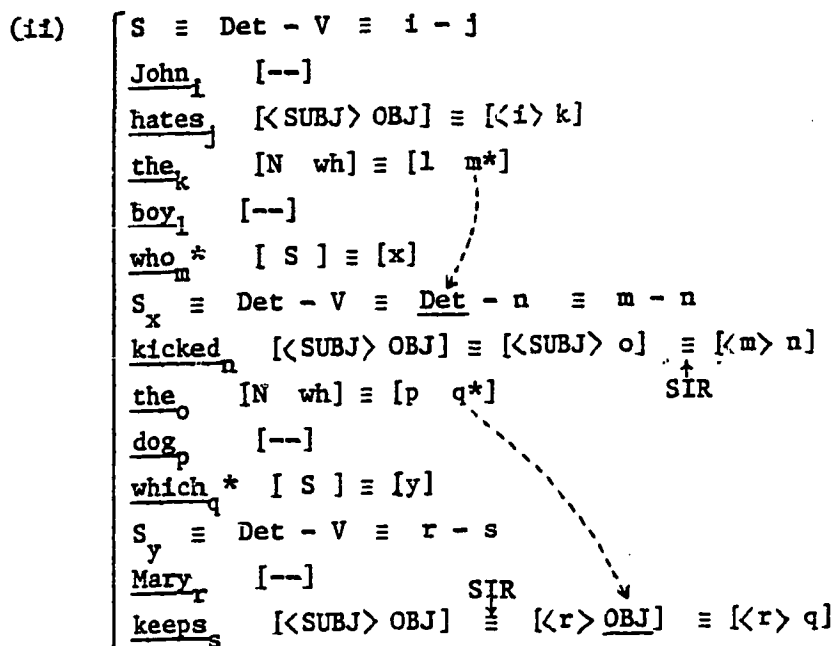 (ii) S ≡ Det - V ≡ i - j
John_i [--]
hates_j [<SUBJ> OBJ] ≡ [<i> k]
the_k [N wh] ≡ [l m*]
boy_l [--]
who_m* [ S ] ≡ [x]
S_x ≡ Det - V ≡ Det - n ≡ m - n
kicked_n [<SUBJ> OBJ] ≡ [<SUBJ> o] ≡ [<m> n]
the_o [N wh] ≡ [p q*] SIR
dog_p [--]
which_q* [ S ] ≡ [y]
S_y ≡ Det - V ≡ r - s
Mary_r [--] SIR
keeps_s [<SUBJ> OBJ] ≡ [<r> OBJ] ≡ [<r> q]